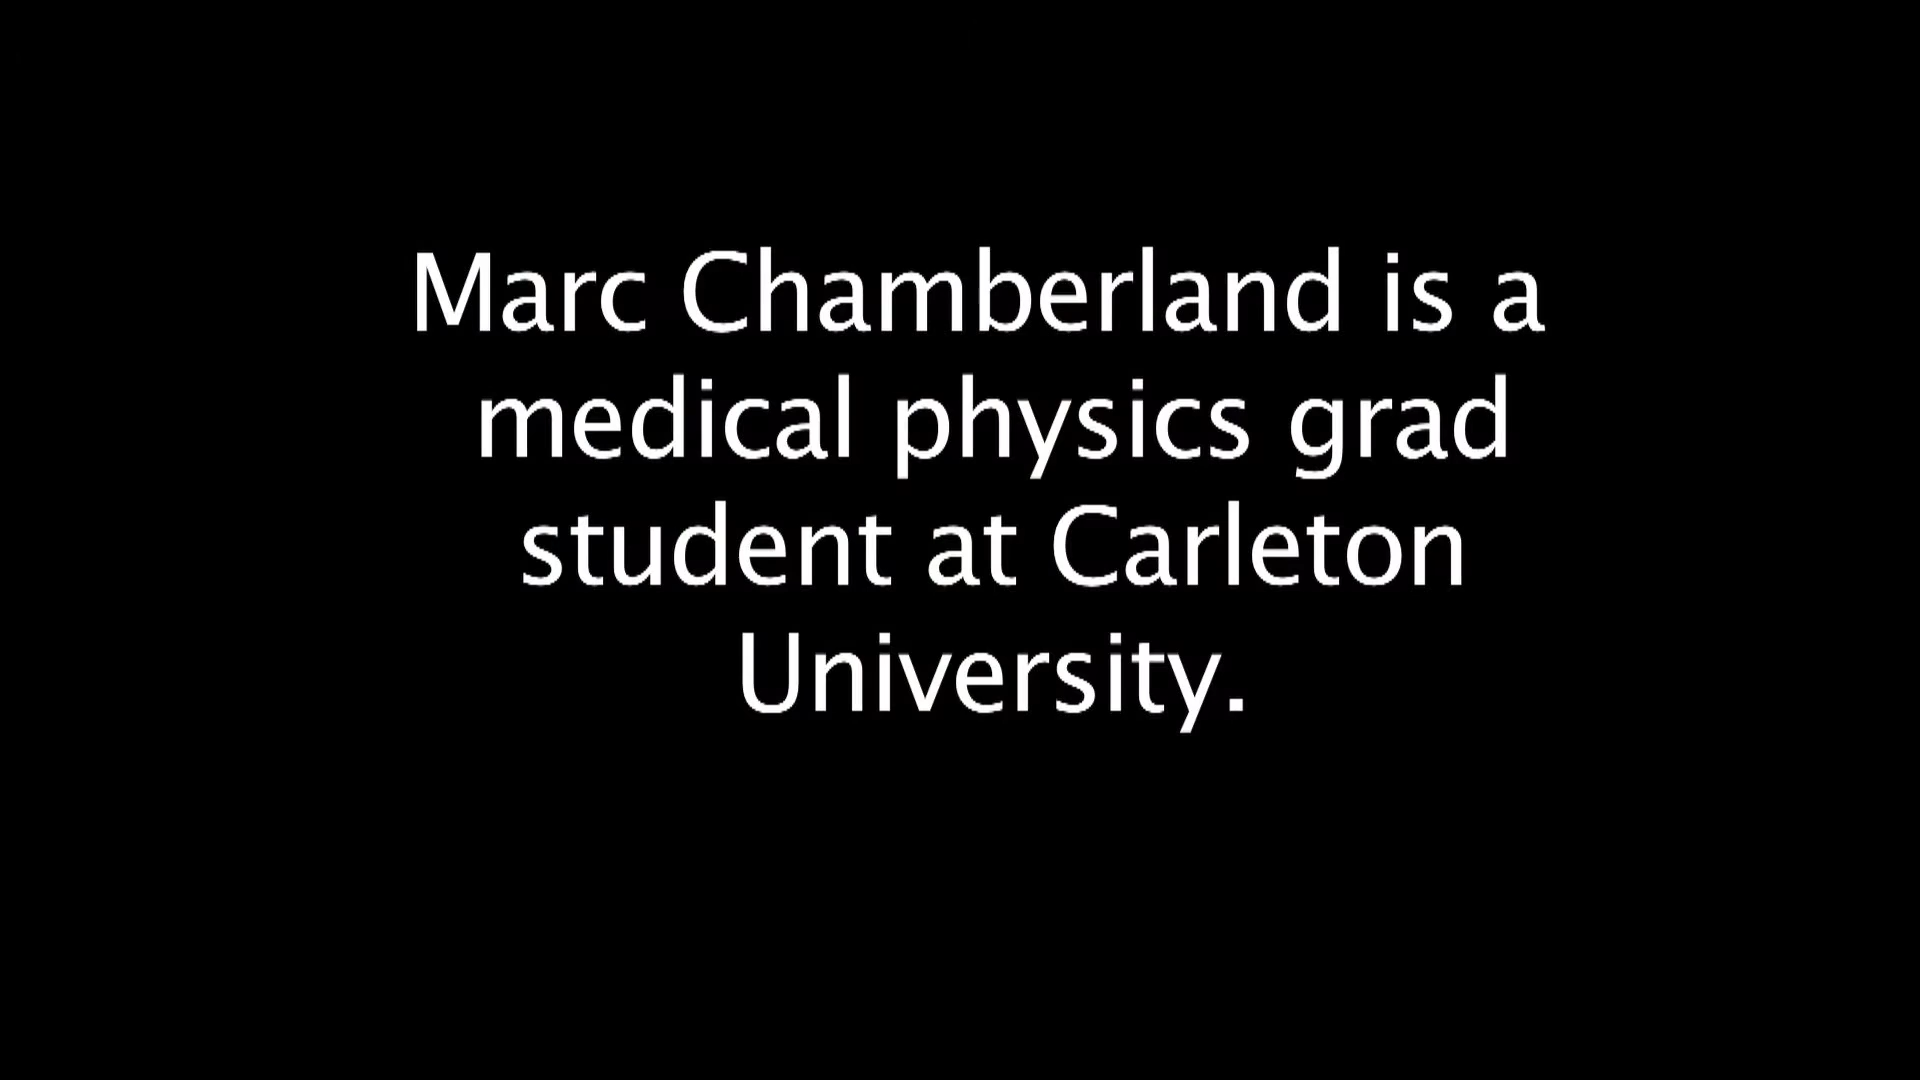 Marc Chamberland is a
medical physics grad
student at Carleton
University.